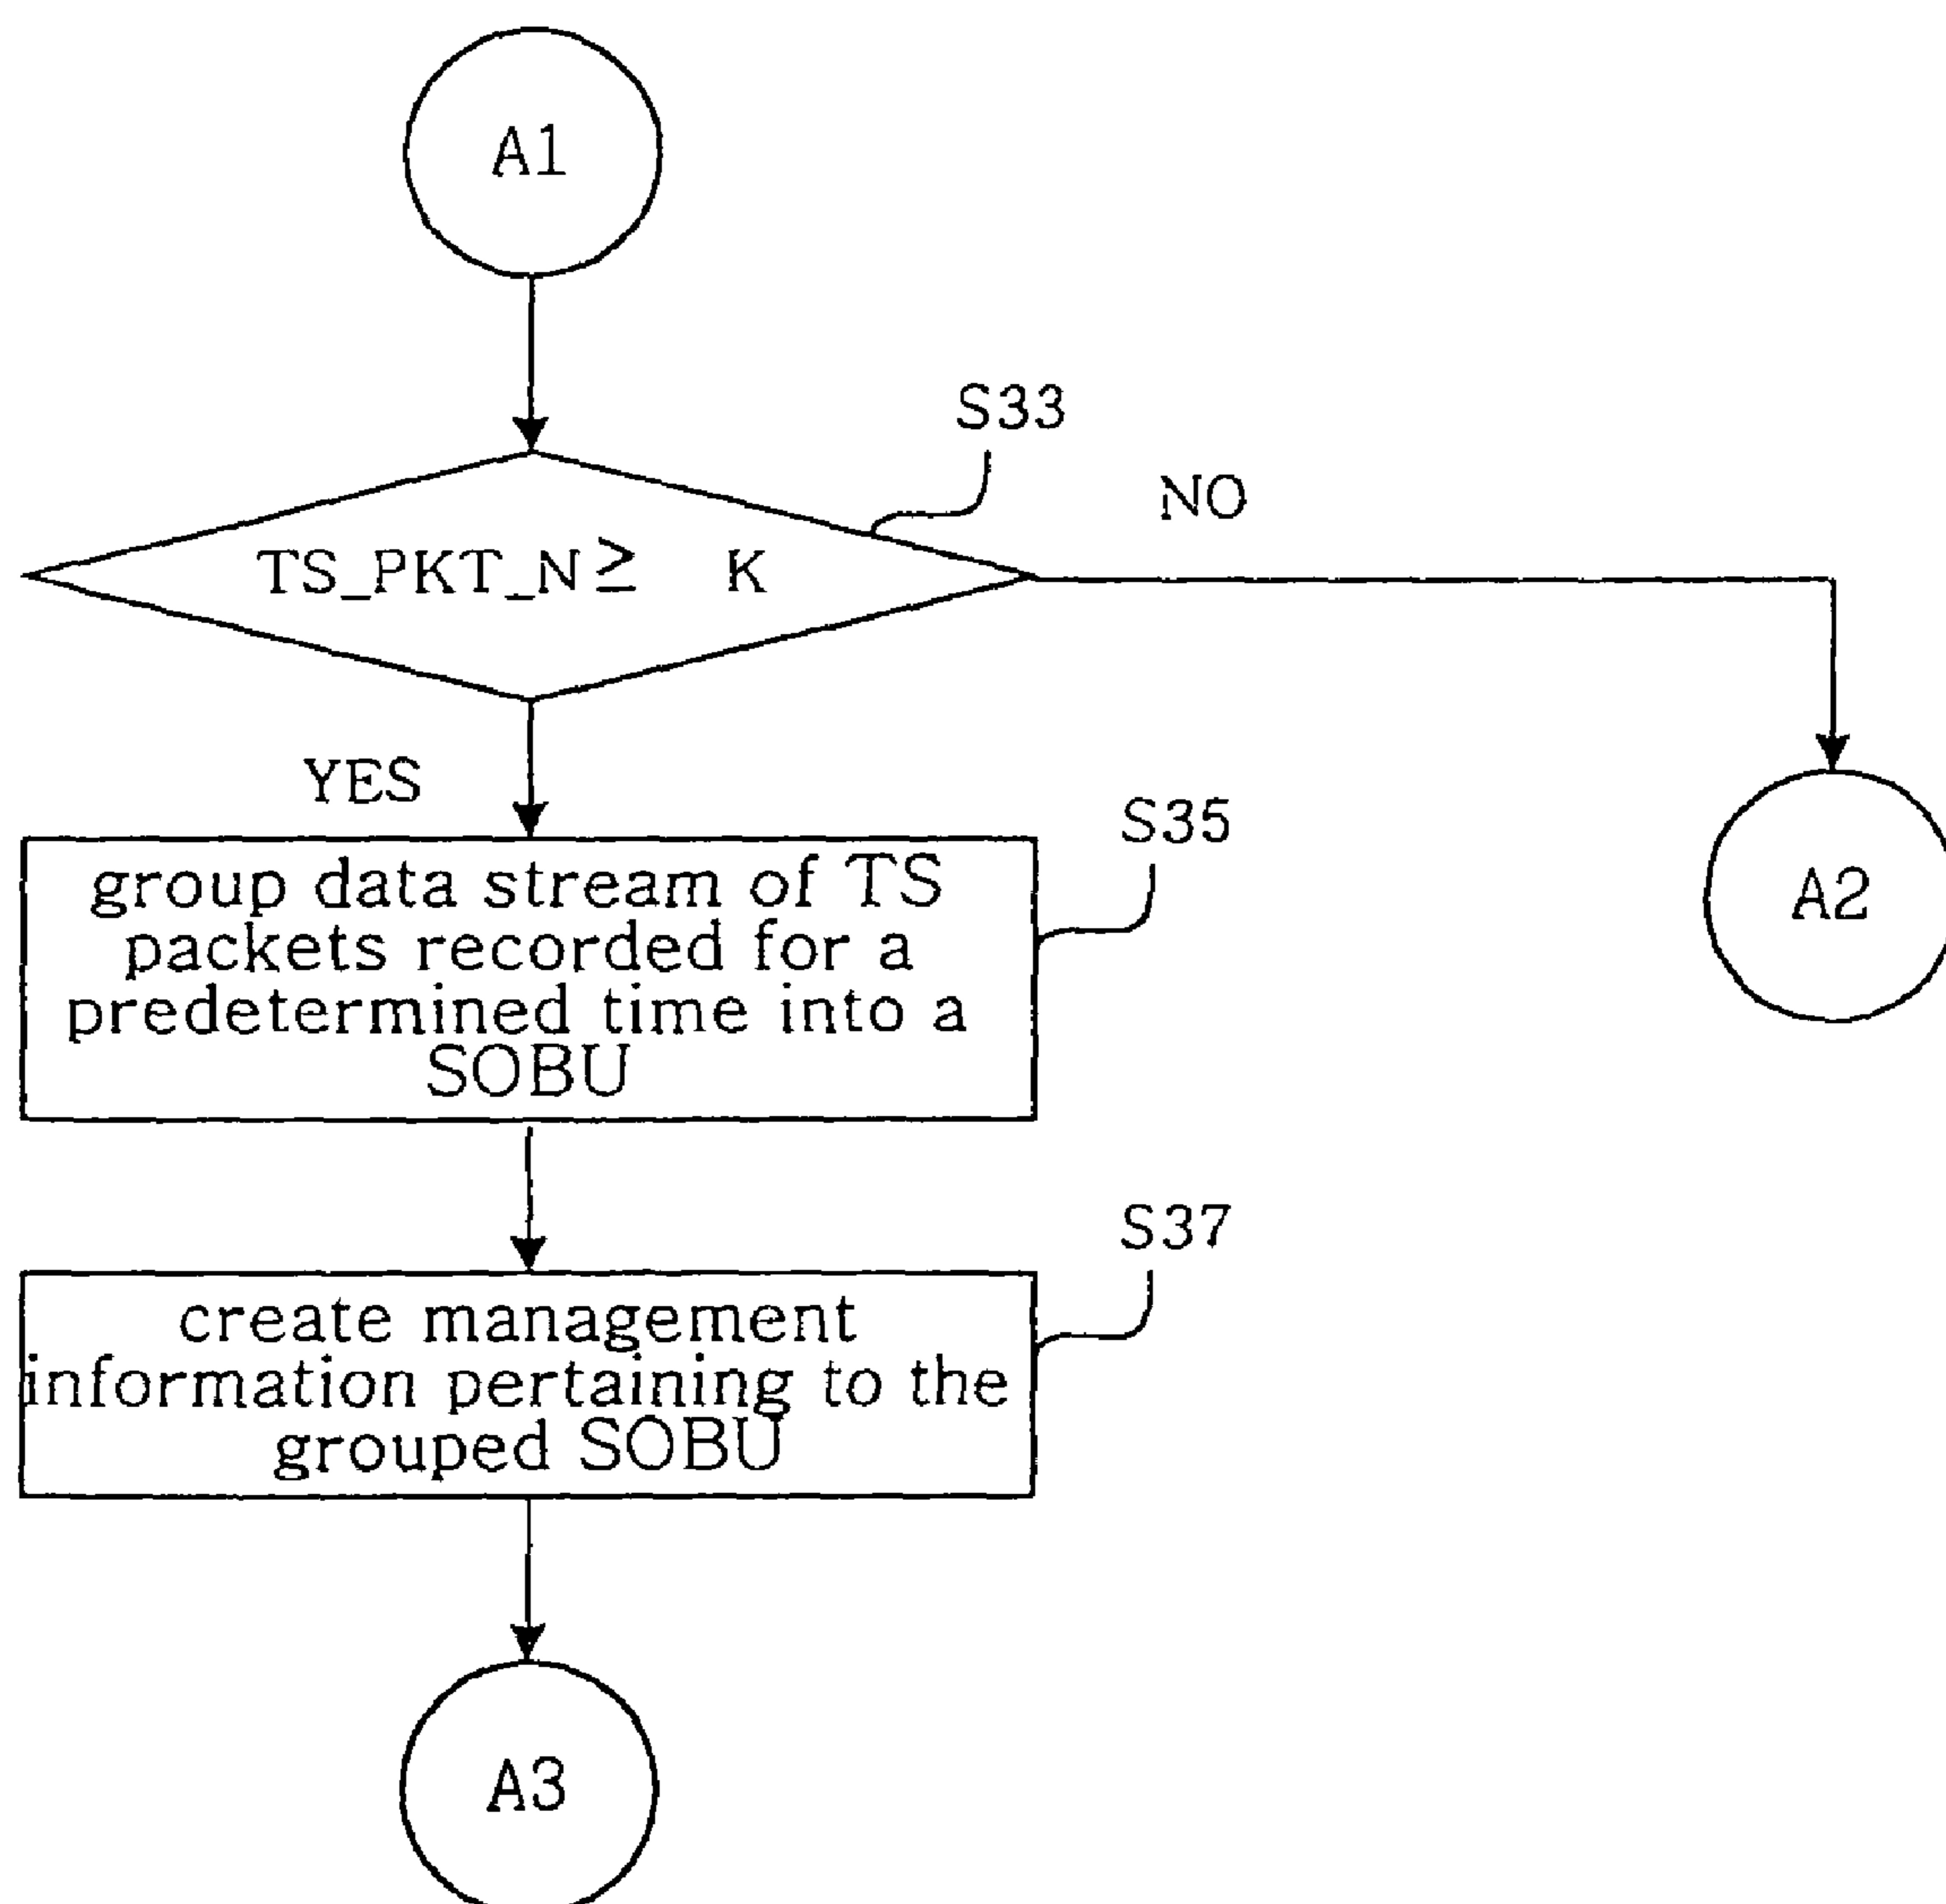 A1
S33
NO
TS_PKT_N ≥ K
YES
S35
group data stream of TS
packets recorded for a
predetermined time into a
SOBU
A2
S37
create management
information pertaining to the
grouped SOBU
A3